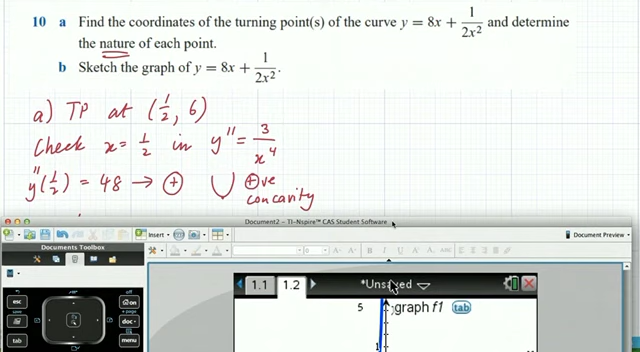 10 a Find the coordinates of the turning point(s) of the curve y = 8x + 1/(2x²) and determine
the nature of each point.
b Sketch the graph of y = 8x + 1/(2x²).
a) TP at (1/2, 6)
Check x = 1/2 in y'' = 3/x⁴
y''(1/2) = 48 → ⊕ ∪ ⊕ve
concavity
Document2 - TI-Nspire™ CAS Student Software
Insert
Document Preview
Documents Toolbox
B I U A A
esc
on
save
+ page
tab
doc
menu
1.1 1.2 *Unsaved
5 graph f1 tab
1